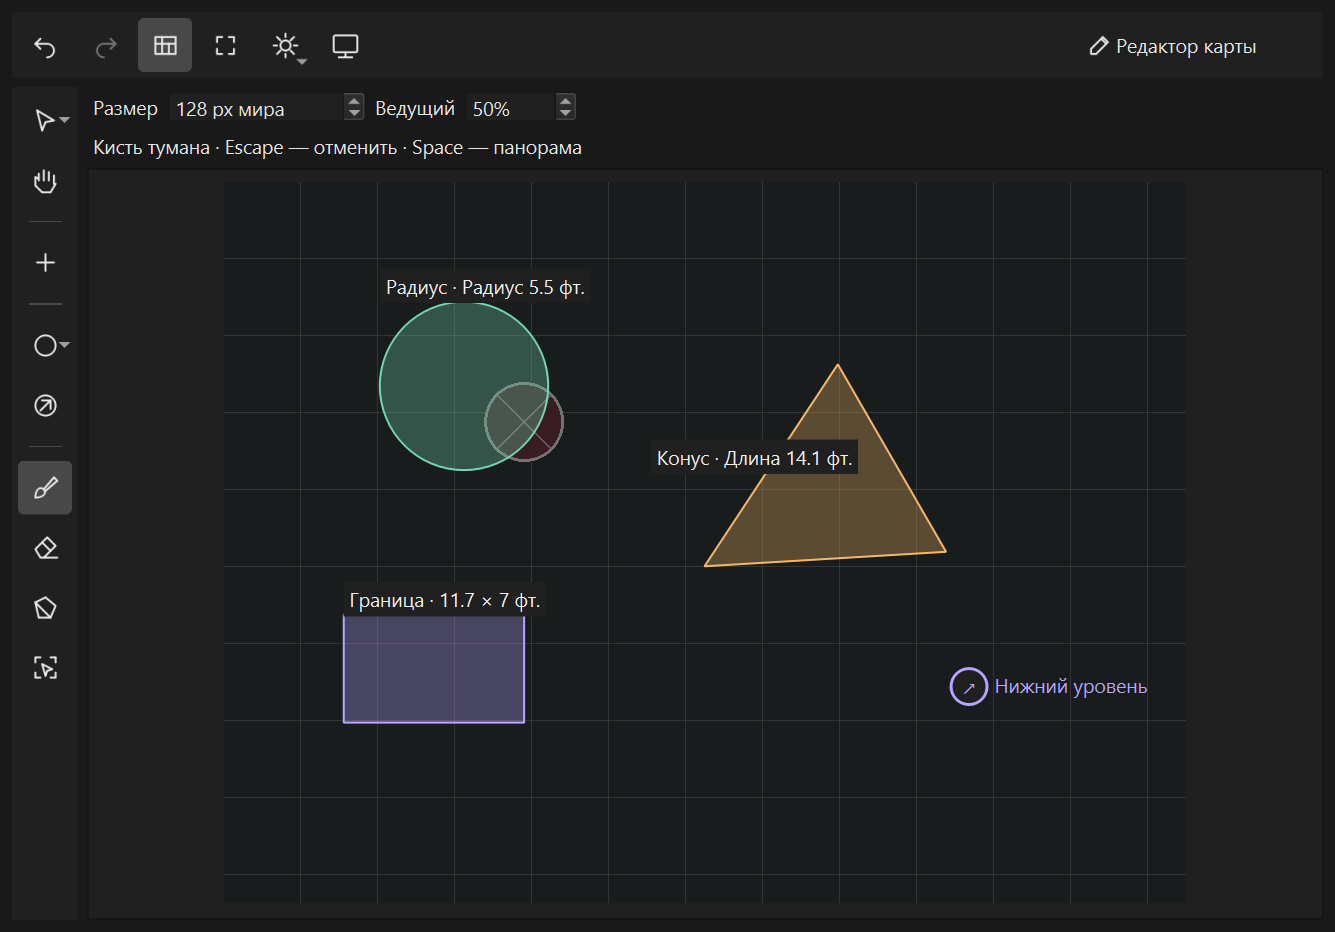 Редактор карты
Размер 128 px мира Ведущий 50%
Кисть тумана · Escape — отменить · Space — панорама
Радиус · Радиус 5.5 фт.
Конус · Длина 14.1 фт.
Граница · 11.7 × 7 фт.
Нижний уровень